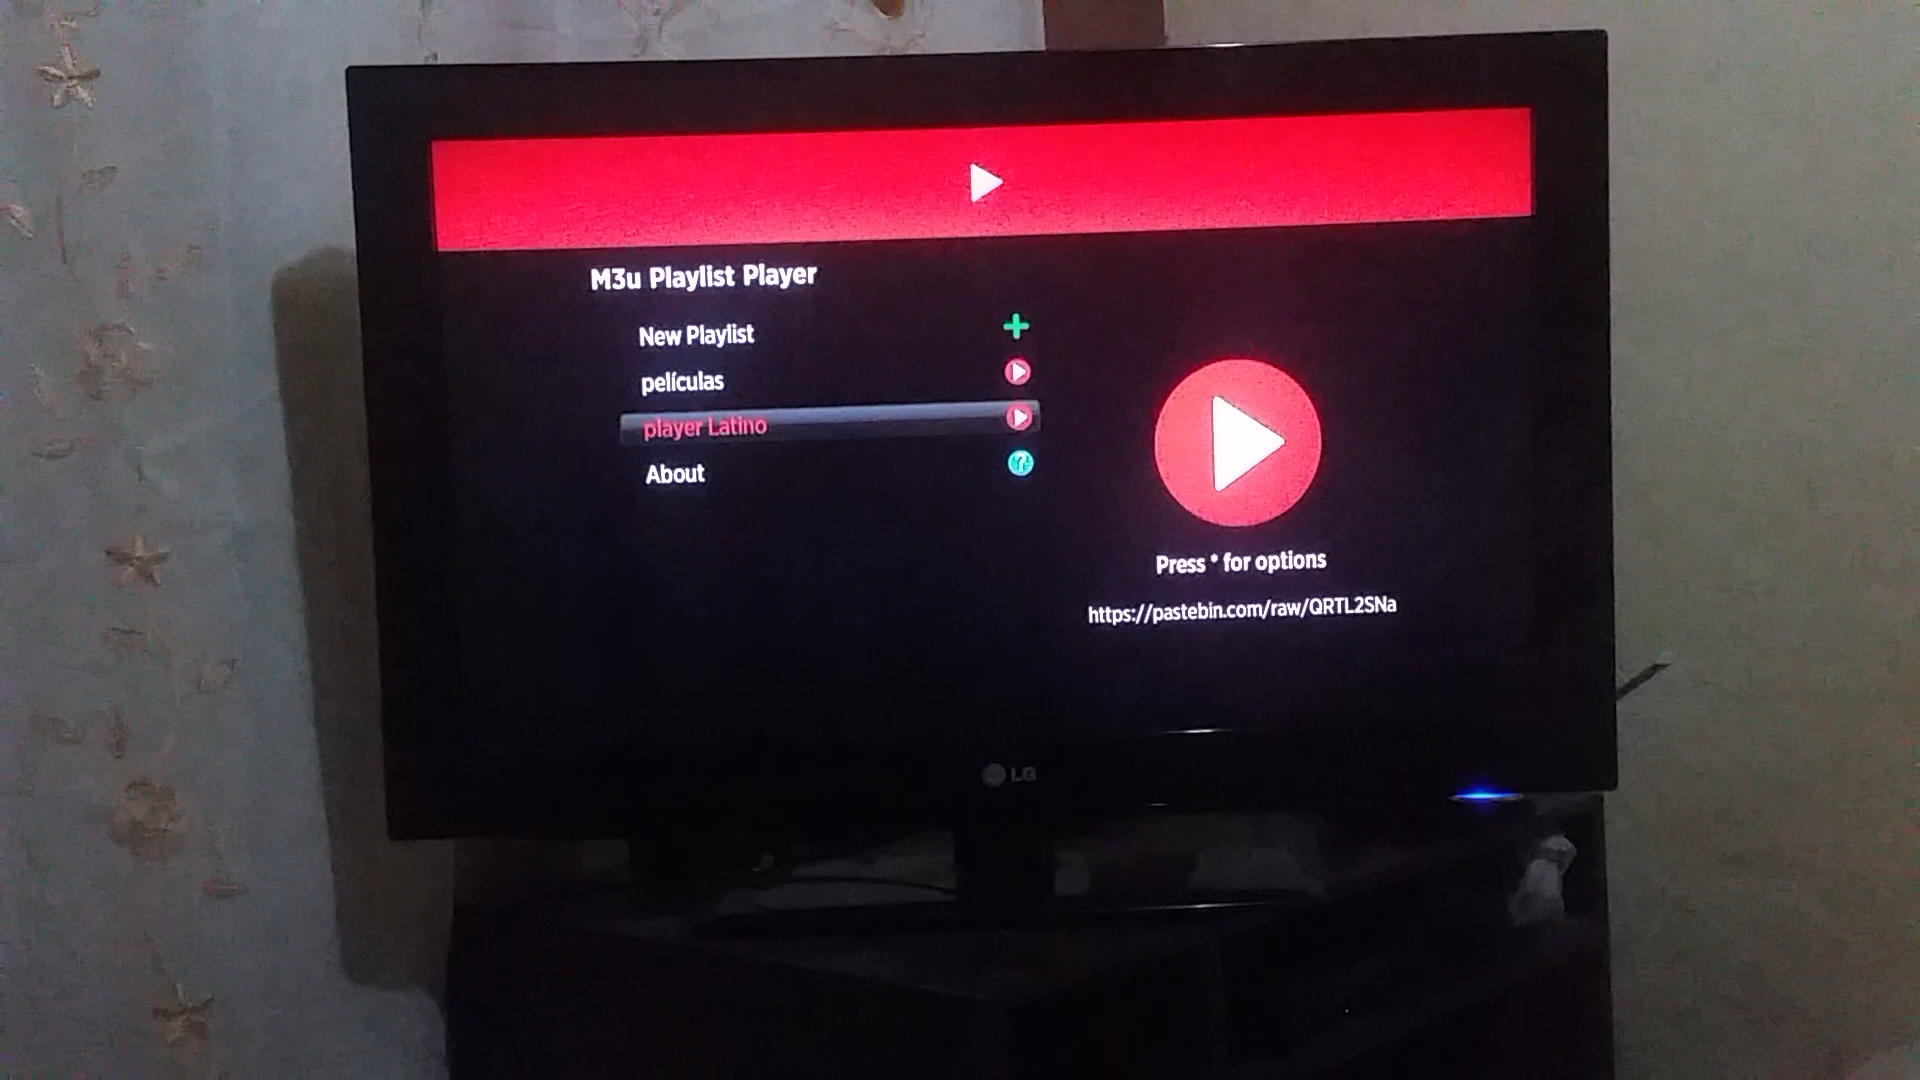 M3u Playlist Player
New Playlist
películas
player Latino
About
Press * for options
https://pastebin.com/raw/QRTL2SNa
LG